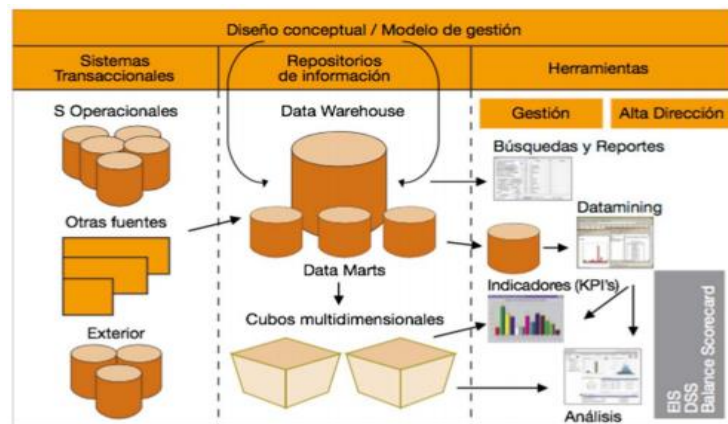 Diseño conceptual / Modelo de gestión
Sistemas
Transaccionales
Repositorios
de información
Herramientas
S Operacionales
Otras fuentes
Exterior
Data Warehouse
Data Marts
Cubos multidimensionales
Gestión
Alta Dirección
Búsquedas y Reportes
Datamining
Indicadores (KPI's)
Análisis
EIS
DSS
Balance Scorecard